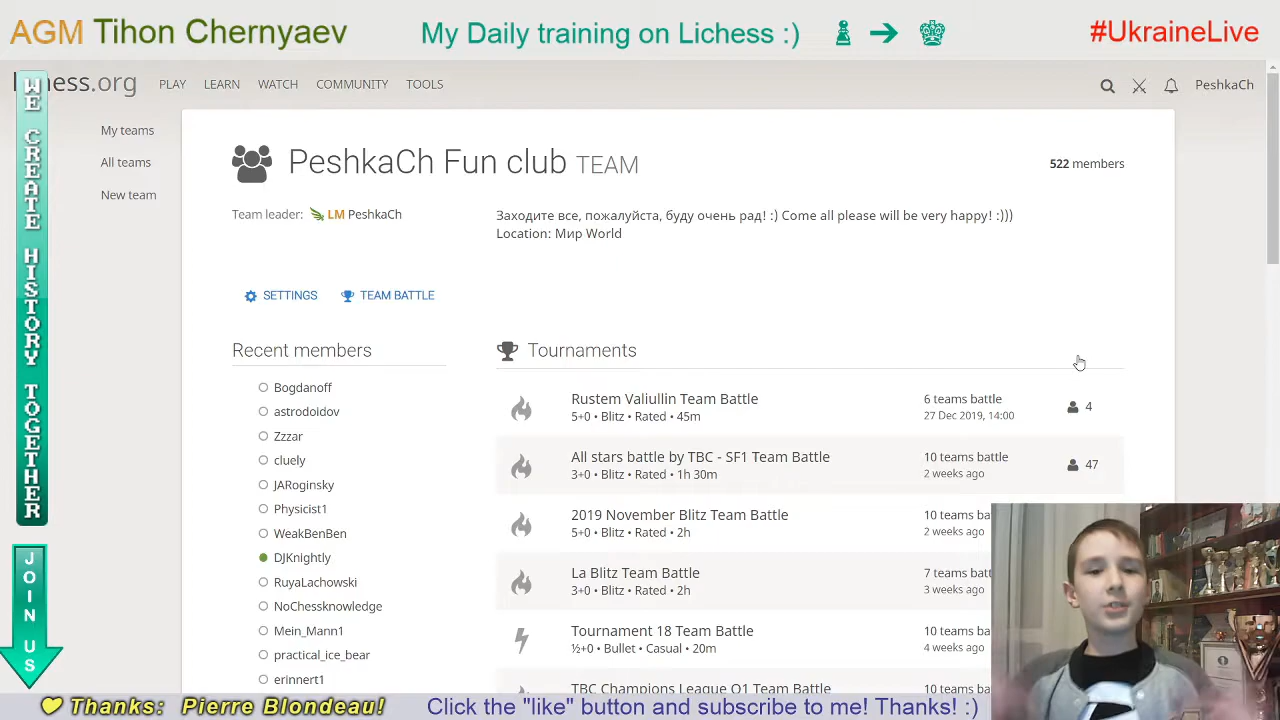 AGM Tihon Chernyaev
My Daily training on Lichess :)
#UkraineLive
ness.org
PLAY
LEARN
WATCH
COMMUNITY
TOOLS
PeshkaCh
WE CREATE HISTORY TOGETHER
JOIN US
My teams
All teams
New team
PeshkaCh Fun club TEAM
522 members
Team leader: LM PeshkaCh
Заходите все, пожалуйста, буду очень рад! :) Come all please will be very happy! :)))
Location: Мир World
SETTINGS
TEAM BATTLE
Recent members
Bogdanoff
astrodoidov
Zzzar
cluely
JARoginsky
Physicist1
WeakBenBen
DJKnightly
RuyaLachowski
NoChessknowledge
Mein_Mann1
practical_ice_bear
erinnert1
Tournaments
Rustem Valiullin Team Battle
5+0 • Blitz • Rated • 45m
6 teams battle
27 Dec 2019, 14:00
4
All stars battle by TBC - SF1 Team Battle
3+0 • Blitz • Rated • 1h 30m
10 teams battle
2 weeks ago
47
2019 November Blitz Team Battle
5+0 • Blitz • Rated • 2h
10 teams ba
2 weeks ago
La Blitz Team Battle
3+0 • Blitz • Rated • 2h
7 teams batt
3 weeks ago
Tournament 18 Team Battle
½+0 • Bullet • Casual • 20m
10 teams ba
4 weeks ago
TBC Champions League Q1 Team Battle
10 teams ba
Thanks: Pierre Blondeau!
Click the "like" button and subscribe to me! Thanks! :)